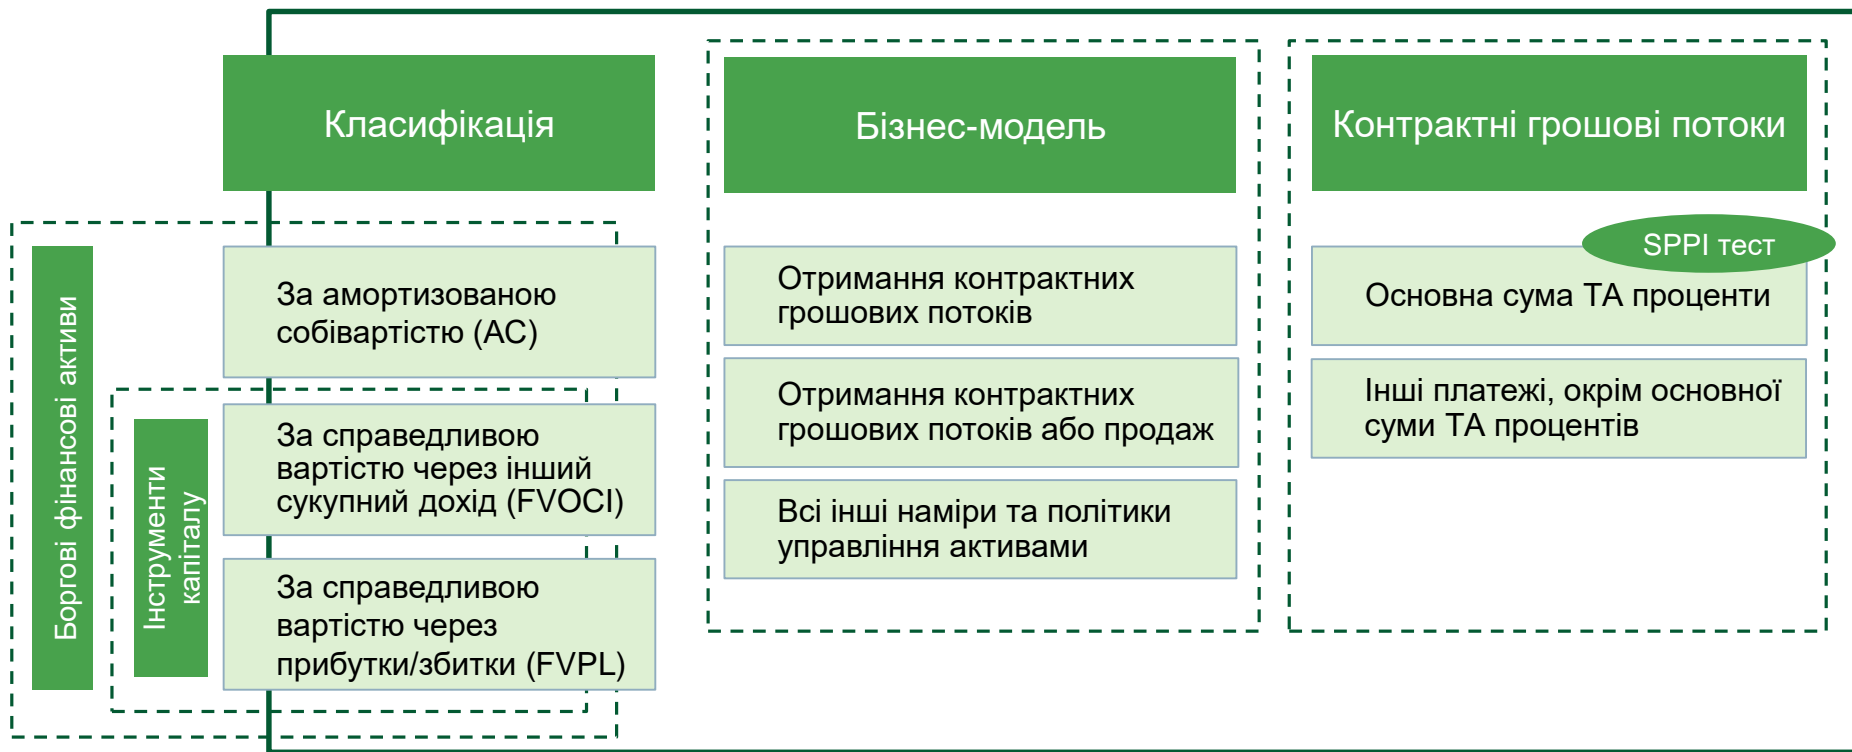 Класифікація
Бізнес-модель
Контрактні грошові потоки
Боргові фінансові активи
Інструменти
капіталу
За амортизованою
собівартістю (АС)
За справедливою
вартістю через інший
сукупний дохід (FVOCI)
За справедливою
вартістю через
прибутки/збитки (FVPL)
Отримання контрактних
грошових потоків
Отримання контрактних
грошових потоків або продаж
Всі інші наміри та політики
управління активами
SPPI тест
Основна сума ТА проценти
Інші платежі, окрім основної
суми ТА процентів